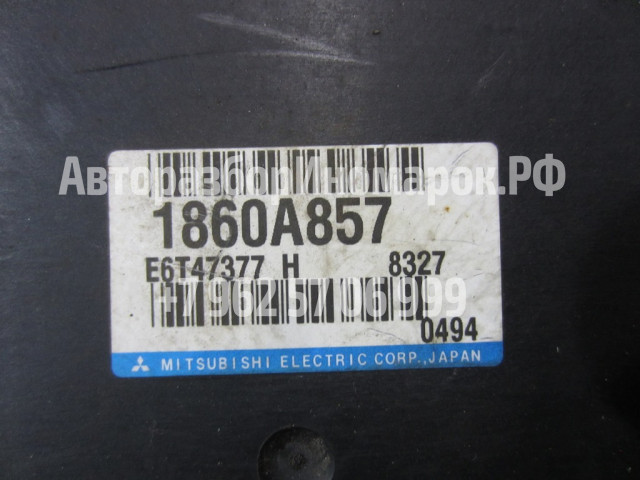 Авторазбор Иномарок.РФ
1860A857
E6T47377 H 8327
+7 962 57 06 999
0494
MITSUBISHI ELECTRIC CORP., JAPAN